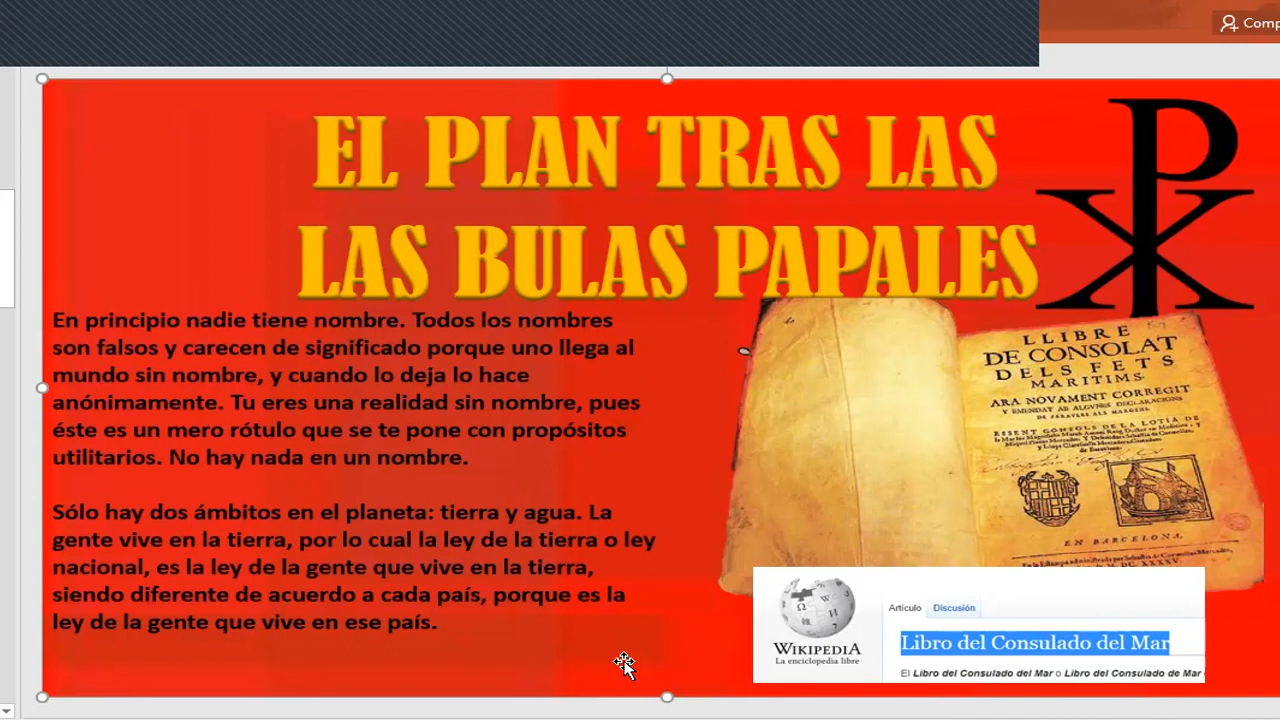 Comp
EL PLAN TRAS LAS
LAS BULAS PAPALES
En principio nadie tiene nombre. Todos los nombres
son falsos y carecen de significado porque uno llega al
mundo sin nombre, y cuando lo deja lo hace
anónimamente. Tu eres una realidad sin nombre, pues
éste es un mero rótulo que se te pone con propósitos
utilitarios. No hay nada en un nombre.
Sólo hay dos ámbitos en el planeta: tierra y agua. La
gente vive en la tierra, por lo cual la ley de la tierra o ley
nacional, es la ley de la gente que vive en la tierra,
siendo diferente de acuerdo a cada país, porque es la
ley de la gente que vive en ese país.
LLIBRE
DE CONSOLAT
DELS FETS
MARITIMS.
ARA NOVAMENT CORREGIT
Y EMENDAT AB ALGVNES DECLARACIONS
EN BARCELONA,
WIKIPEDIA
La enciclopedia libre
Artículo Discusión
Libro del Consulado del Mar
El Libro del Consulado del Mar o Libro del Consulado de Mar